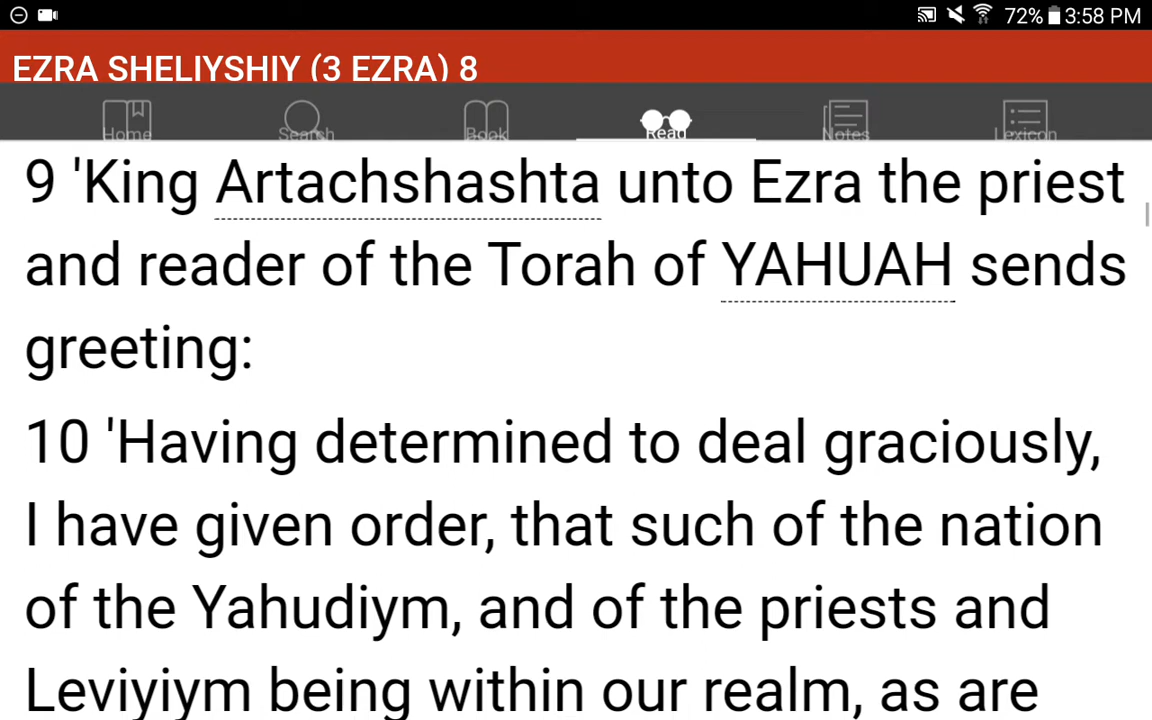 72% 3:58 PM
EZRA SHELIYSHIY (3 EZRA) 8
Home Search Book Read Notes Lexicon
9 'King Artachshashta unto Ezra the priest
and reader of the Torah of YAHUAH sends
greeting:
10 'Having determined to deal graciously,
I have given order, that such of the nation
of the Yahudiym, and of the priests and
Leviyiym being within our realm, as are